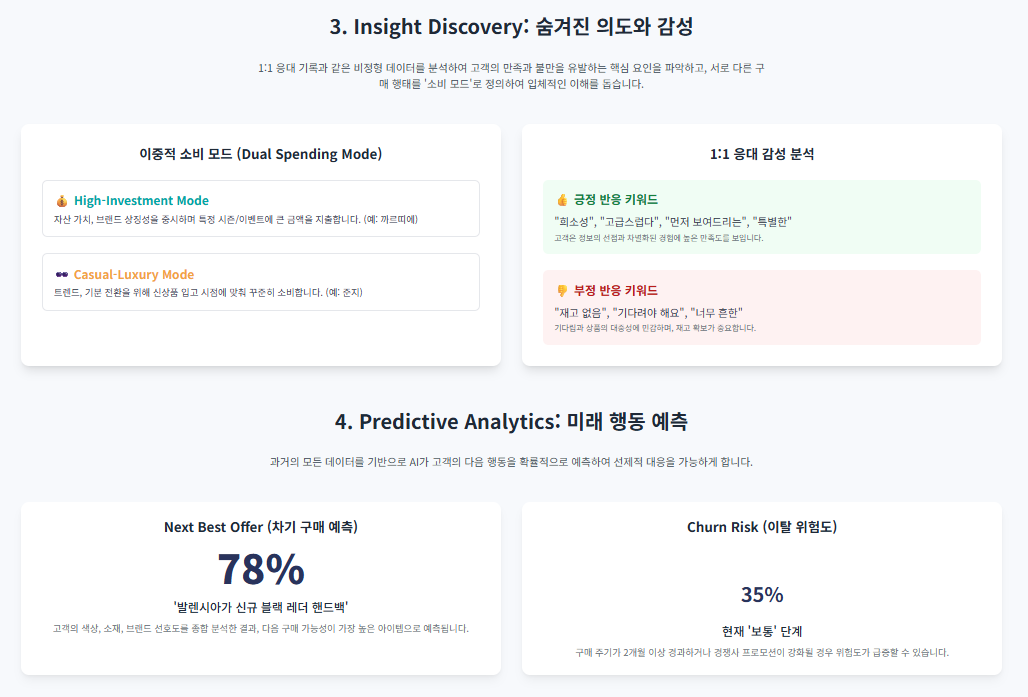 3. Insight Discovery: 숨겨진 의도와 감성
1:1 응대 기록과 같은 비정형 데이터를 분석하여 고객의 만족과 불만을 유발하는 핵심 요인을 파악하고, 서로 다른 구
매 행태를 '소비 모드'로 정의하여 입체적인 이해를 돕습니다.
이중적 소비 모드 (Dual Spending Mode)
High-Investment Mode
자산 가치, 브랜드 상징성을 중시하며 특정 시즌/이벤트에 큰 금액을 지출합니다. (예: 까르띠에)
Casual-Luxury Mode
트렌드, 기분 전환을 위해 신상품 입고 시점에 맞춰 꾸준히 소비합니다. (예: 준지)
1:1 응대 감성 분석
긍정 반응 키워드
"희소성", "고급스럽다", "먼저 보여드리는", "특별한"
고객은 정보의 선점과 차별화된 경험에 높은 만족도를 보입니다.
부정 반응 키워드
"재고 없음", "기다려야 해요", "너무 흔한"
기다림과 상품의 대중성에 민감하며, 재고 확보가 중요합니다.
4. Predictive Analytics: 미래 행동 예측
과거의 모든 데이터를 기반으로 AI가 고객의 다음 행동을 확률적으로 예측하여 선제적 대응을 가능하게 합니다.
Next Best Offer (차기 구매 예측)
78%
'발렌시아가 신규 블랙 레더 핸드백'
고객의 색상, 소재, 브랜드 선호도를 종합 분석한 결과, 다음 구매 가능성이 가장 높은 아이템으로 예측됩니다.
Churn Risk (이탈 위험도)
35%
현재 '보통' 단계
구매 주기가 2개월 이상 경과하거나 경쟁사 프로모션이 강화될 경우 위험도가 급증할 수 있습니다.